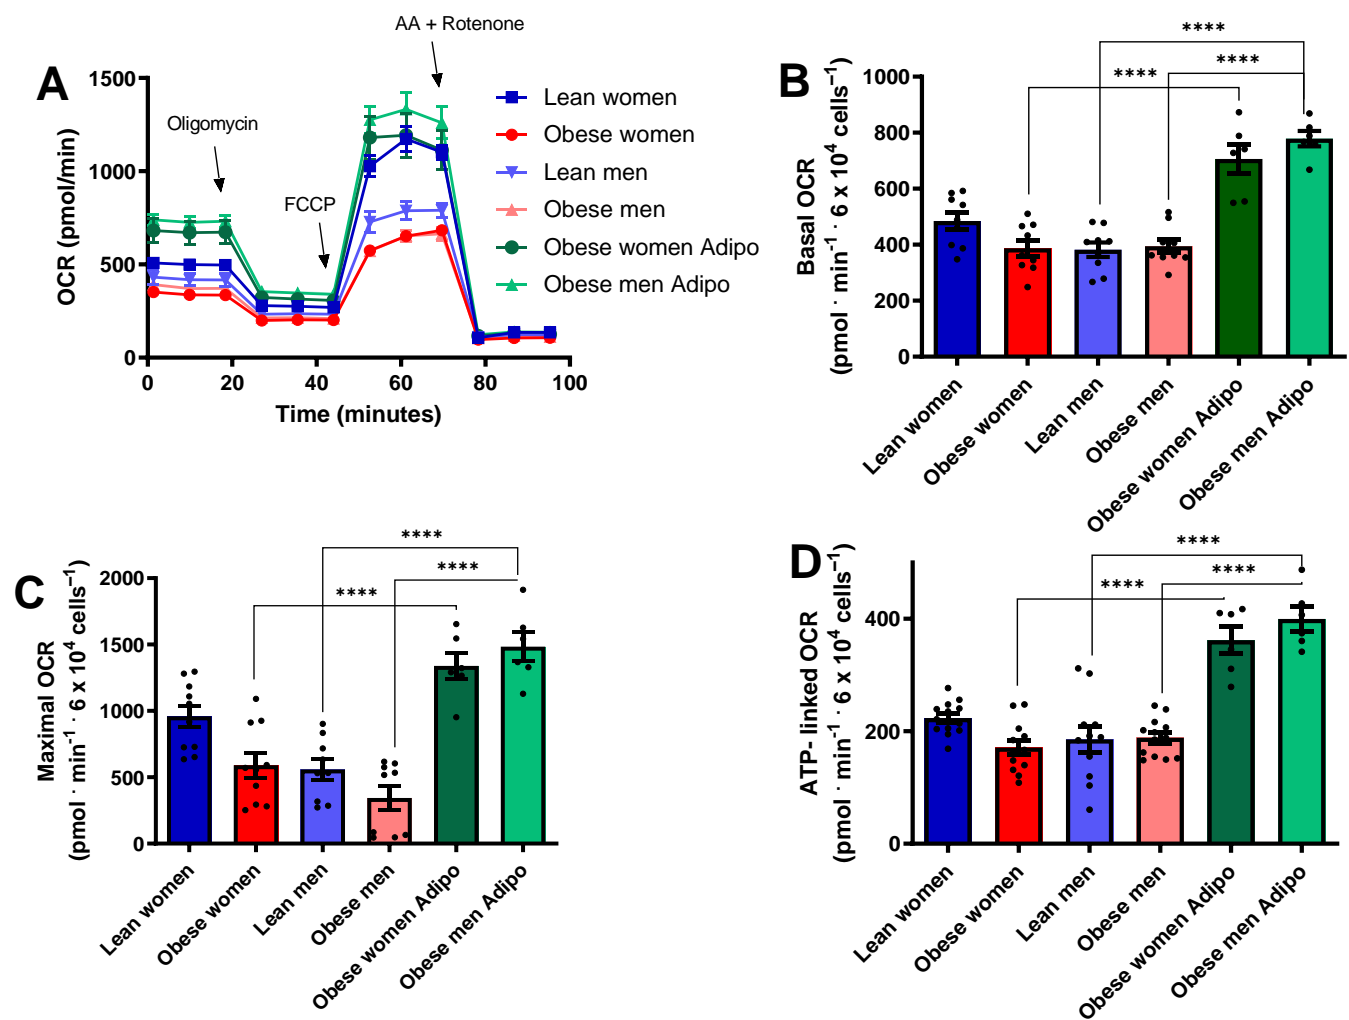 A
AA + Rotenone
Oligomycin
FCCP
OCR (pmol/min)
1500
1000
500
0
0 20 40 60 80 100
Time (minutes)
Lean women
Obese women
Lean men
Obese men
Obese women Adipo
Obese men Adipo
B
Basal OCR
(pmol · min⁻¹ · 6 x 10⁴ cells⁻¹)
1000
800
600
400
200
0
****
****
****
Lean women
Obese women
Lean men
Obese men
Obese women Adipo
Obese men Adipo
C
Maximal OCR
(pmol · min⁻¹ · 6 x 10⁴ cells⁻¹)
2000
1500
1000
500
0
****
****
****
Lean women
Obese women
Lean men
Obese men
Obese women Adipo
Obese men Adipo
D
ATP- linked OCR
(pmol · min⁻¹ · 6 x 10⁴ cells⁻¹)
400
200
0
****
****
****
Lean women
Obese women
Lean men
Obese men
Obese women Adipo
Obese men Adipo